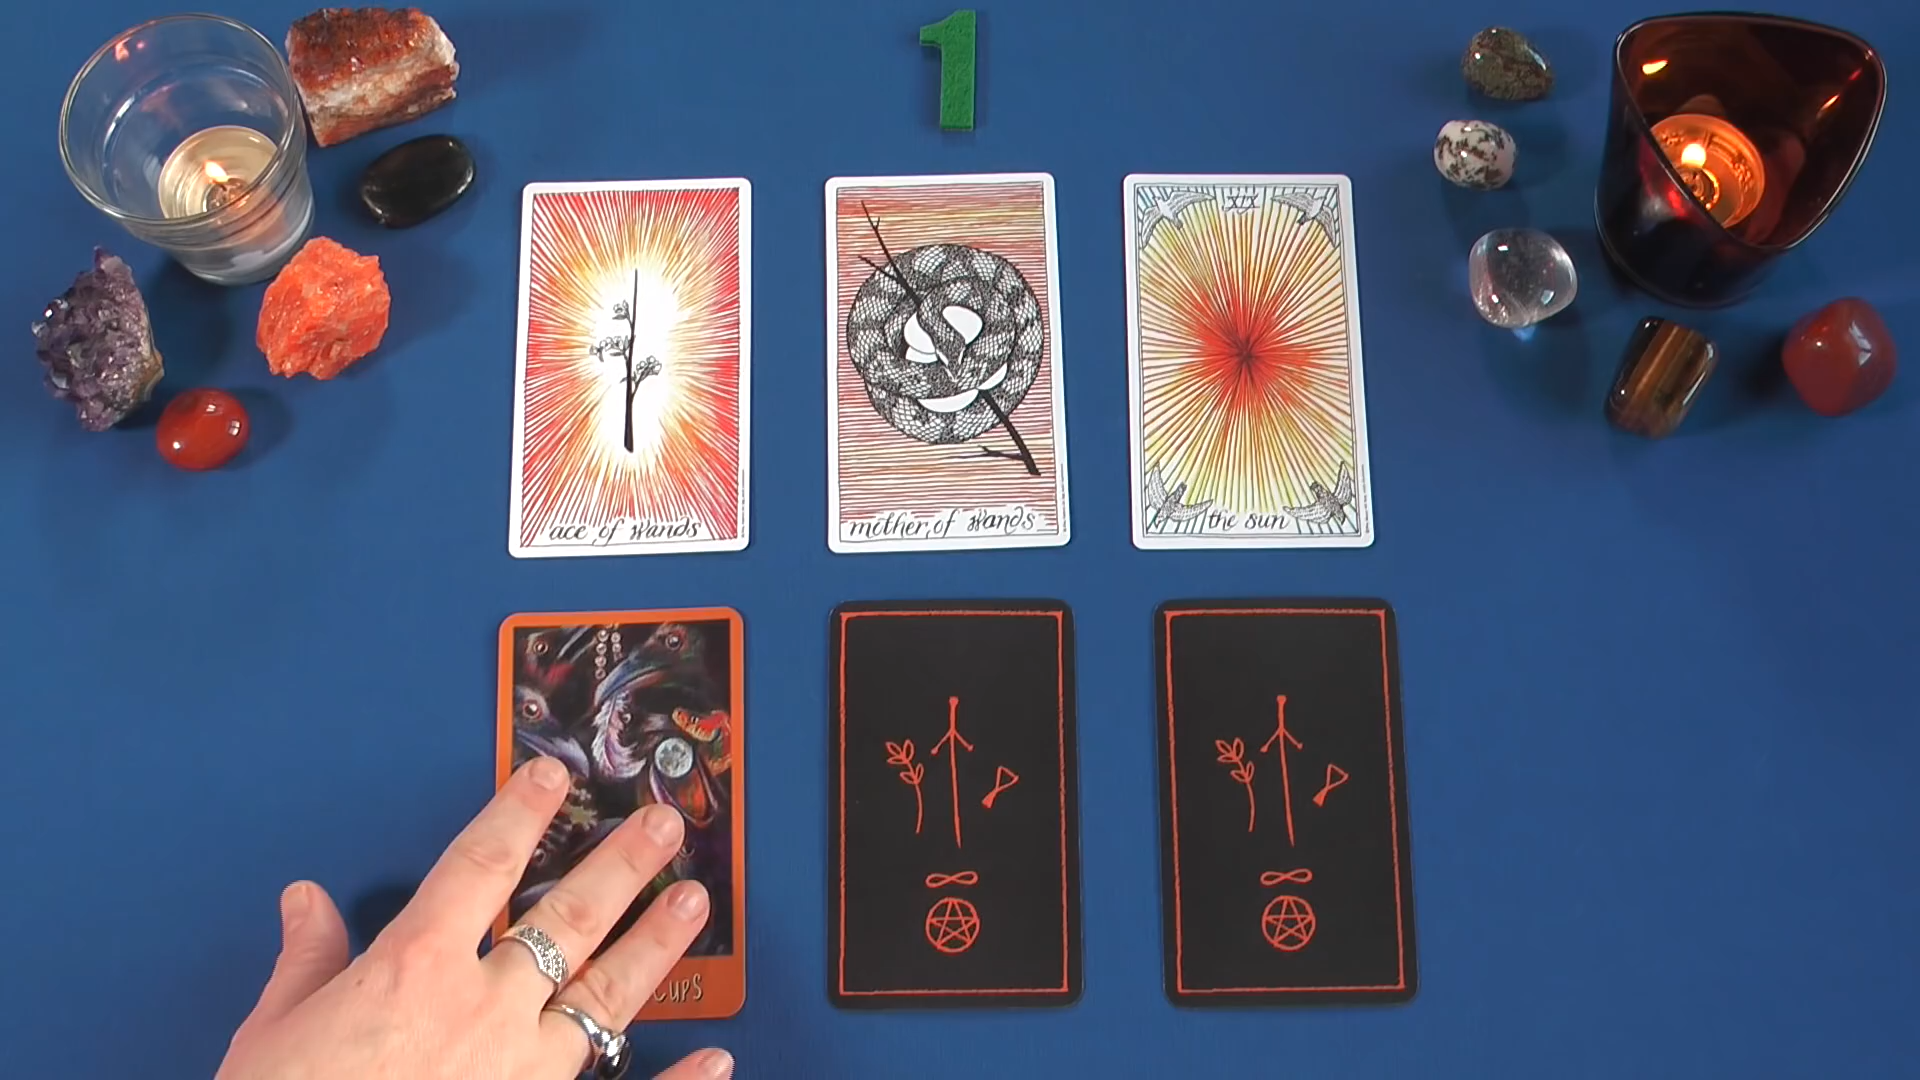 1
ace of wands
mother of wands
XIX
the sun
CUPS